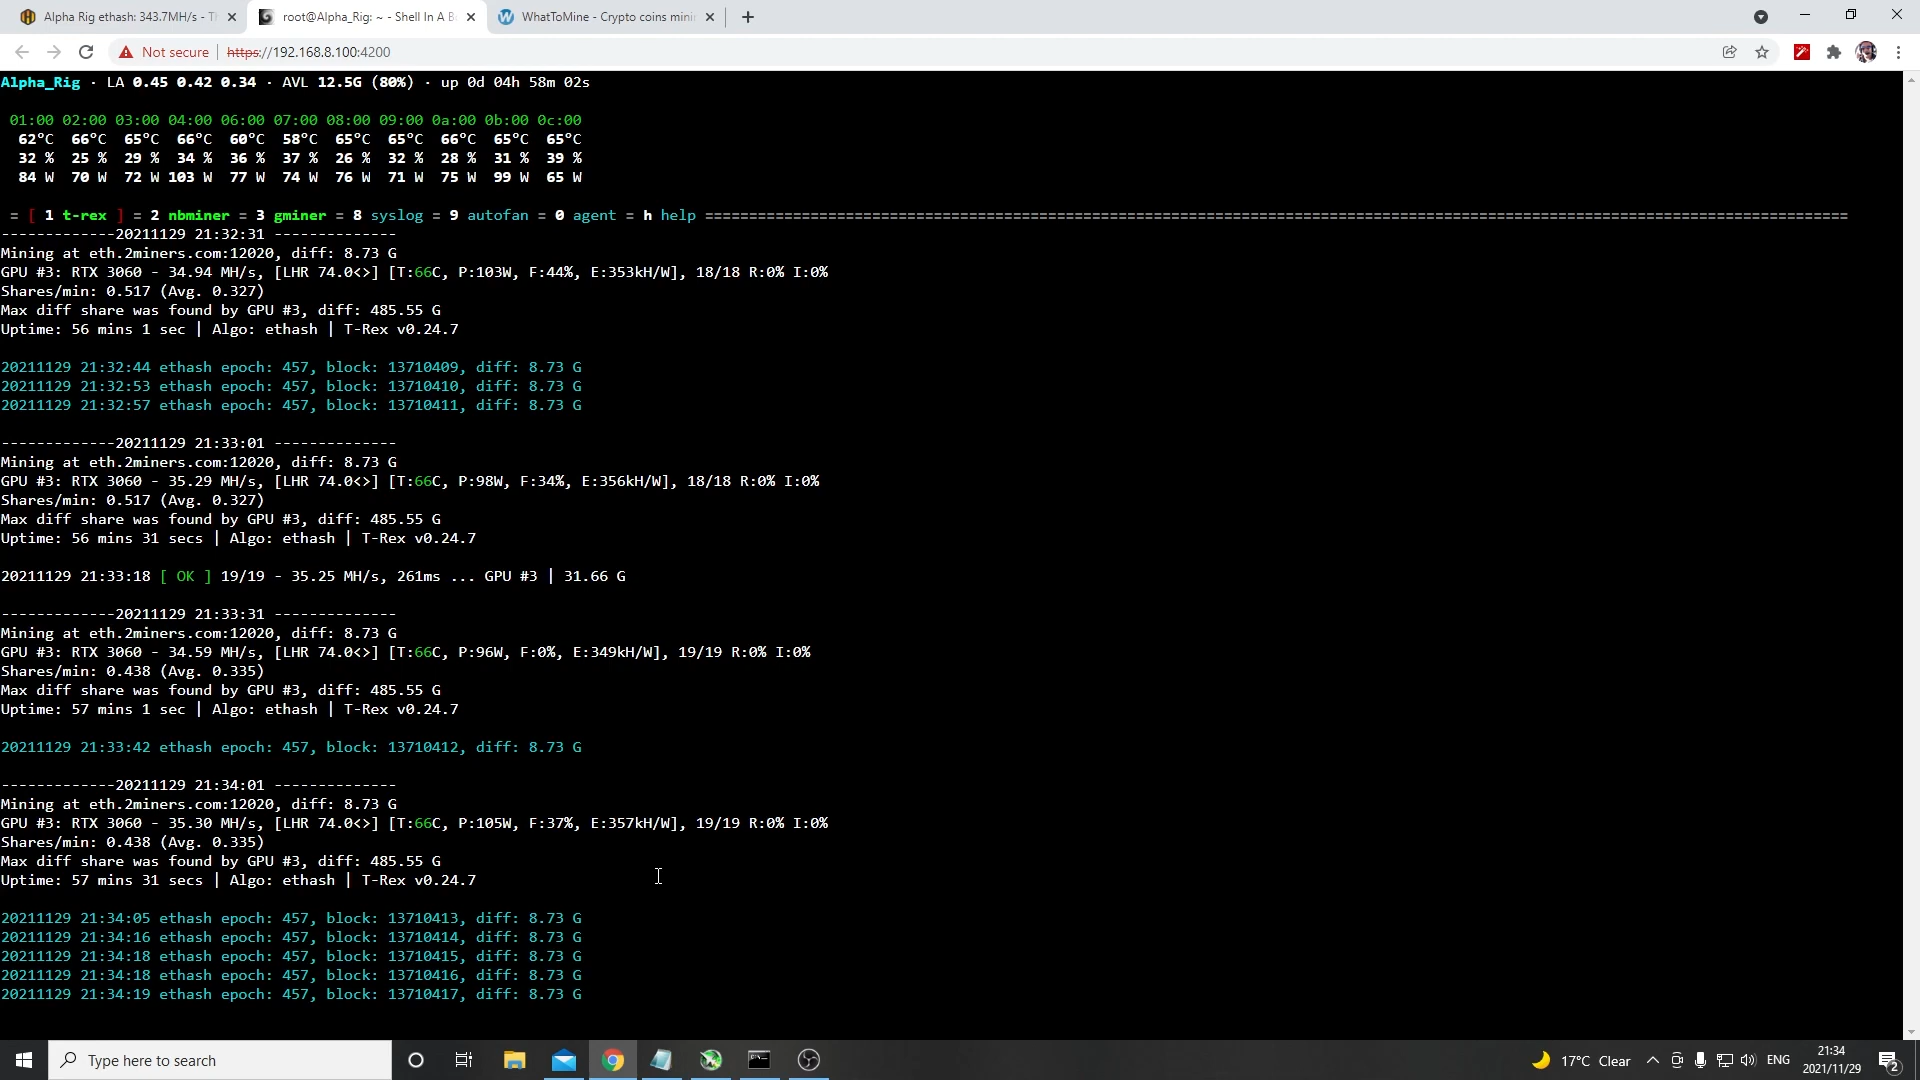 Alpha Rig ethash: 343.7MH/s - T
root@Alpha_Rig: ~ - Shell In A B
WhatToMine - Crypto coins mini
Not secure | https://192.168.8.100:4200
Alpha_Rig · LA 0.45 0.42 0.34 · AVL 12.5G (80%) · up 0d 04h 58m 02s
01:00 02:00 03:00 04:00 06:00 07:00 08:00 09:00 0a:00 0b:00 0c:00
62°C 66°C 65°C 66°C 60°C 58°C 65°C 65°C 66°C 65°C 65°C
32 % 25 % 29 % 34 % 36 % 37 % 26 % 32 % 28 % 31 % 39 %
84 W 70 W 72 W 103 W 77 W 74 W 76 W 71 W 75 W 99 W 65 W
= [ 1 t-rex ] = 2 nbminer = 3 gminer = 8 syslog = 9 autofan = 0 agent = h help ==================================================================================================================================
-------------20211129 21:32:31 --------------
Mining at eth.2miners.com:12020, diff: 8.73 G
GPU #3: RTX 3060 - 34.94 MH/s, [LHR 74.0<>] [T:66C, P:103W, F:44%, E:353kH/W], 18/18 R:0% I:0%
Shares/min: 0.517 (Avg. 0.327)
Max diff share was found by GPU #3, diff: 485.55 G
Uptime: 56 mins 1 sec | Algo: ethash | T-Rex v0.24.7
20211129 21:32:44 ethash epoch: 457, block: 13710409, diff: 8.73 G
20211129 21:32:53 ethash epoch: 457, block: 13710410, diff: 8.73 G
20211129 21:32:57 ethash epoch: 457, block: 13710411, diff: 8.73 G
-------------20211129 21:33:01 --------------
Mining at eth.2miners.com:12020, diff: 8.73 G
GPU #3: RTX 3060 - 35.29 MH/s, [LHR 74.0<>] [T:66C, P:98W, F:34%, E:356kH/W], 18/18 R:0% I:0%
Shares/min: 0.517 (Avg. 0.327)
Max diff share was found by GPU #3, diff: 485.55 G
Uptime: 56 mins 31 secs | Algo: ethash | T-Rex v0.24.7
20211129 21:33:18 [ OK ] 19/19 - 35.25 MH/s, 261ms ... GPU #3 | 31.66 G
-------------20211129 21:33:31 --------------
Mining at eth.2miners.com:12020, diff: 8.73 G
GPU #3: RTX 3060 - 34.59 MH/s, [LHR 74.0<>] [T:66C, P:96W, F:0%, E:349kH/W], 19/19 R:0% I:0%
Shares/min: 0.438 (Avg. 0.335)
Max diff share was found by GPU #3, diff: 485.55 G
Uptime: 57 mins 1 sec | Algo: ethash | T-Rex v0.24.7
20211129 21:33:42 ethash epoch: 457, block: 13710412, diff: 8.73 G
-------------20211129 21:34:01 --------------
Mining at eth.2miners.com:12020, diff: 8.73 G
GPU #3: RTX 3060 - 35.30 MH/s, [LHR 74.0<>] [T:66C, P:105W, F:37%, E:357kH/W], 19/19 R:0% I:0%
Shares/min: 0.438 (Avg. 0.335)
Max diff share was found by GPU #3, diff: 485.55 G
Uptime: 57 mins 31 secs | Algo: ethash | T-Rex v0.24.7
20211129 21:34:05 ethash epoch: 457, block: 13710413, diff: 8.73 G
20211129 21:34:16 ethash epoch: 457, block: 13710414, diff: 8.73 G
20211129 21:34:18 ethash epoch: 457, block: 13710415, diff: 8.73 G
20211129 21:34:18 ethash epoch: 457, block: 13710416, diff: 8.73 G
20211129 21:34:19 ethash epoch: 457, block: 13710417, diff: 8.73 G
Type here to search
17°C Clear
ENG
21:34
2021/11/29
2